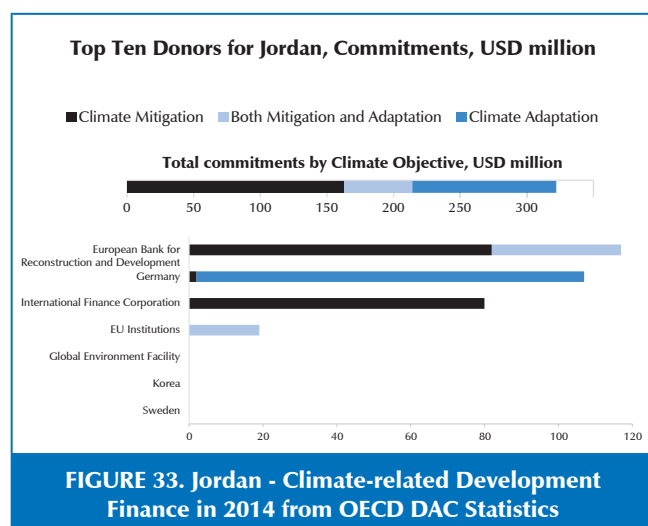 Top Ten Donors for Jordan, Commitments, USD million
Climate Mitigation Both Mitigation and Adaptation Climate Adaptation
Total commitments by Climate Objective, USD million
0 50 100 150 200 250 300
European Bank for
Reconstruction and Development
Germany
International Finance Corporation
EU Institutions
Global Environment Facility
Korea
Sweden
0 20 40 60 80 100 120
FIGURE 33. Jordan - Climate-related Development
Finance in 2014 from OECD DAC Statistics